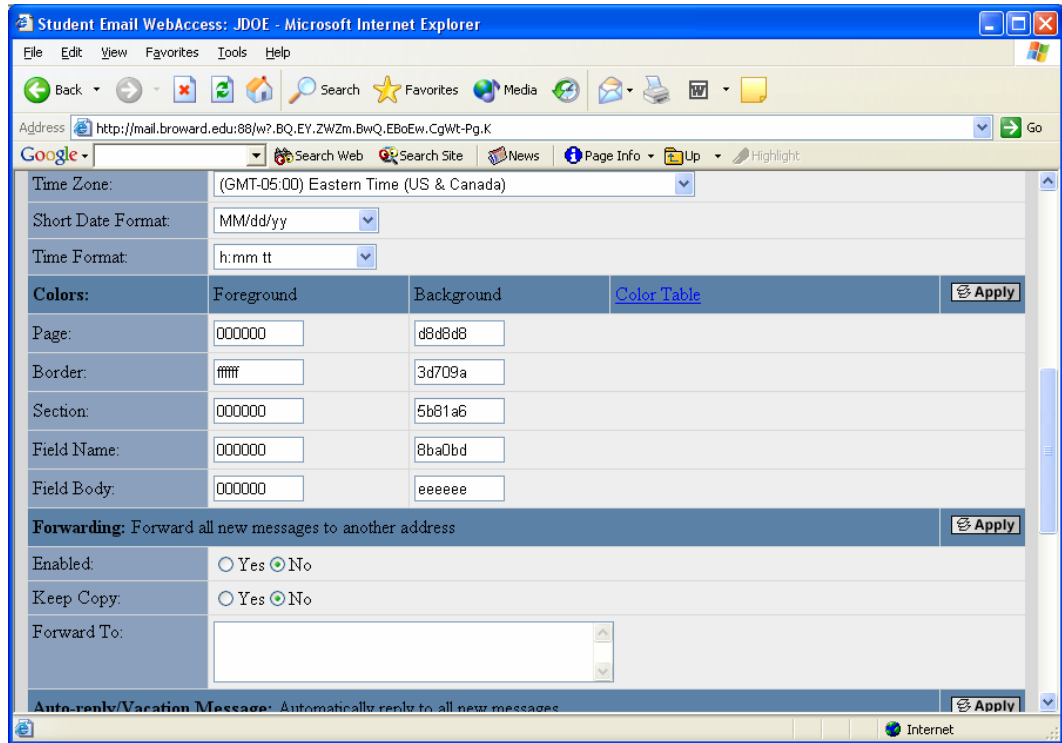 Student Email WebAccess: JDOE - Microsoft Internet Explorer
File Edit View Favorites Tools Help
Back Search Favorites Media
Address http://mail.broward.edu:88/w?.BQ.EY.ZWZm.BwQ.EBoEw.CgWt-Pg.K Go
Google Search Web Search Site News Page Info Up Highlight
Time Zone: (GMT-05:00) Eastern Time (US & Canada)
Short Date Format: MM/dd/yy
Time Format: h:mm tt
Colors: Foreground Background Color Table Apply
Page: 000000 d8d8d8
Border: ffffff 3d709a
Section: 000000 5b81a6
Field Name: 000000 8ba0bd
Field Body: 000000 eeeeee
Forwarding: Forward all new messages to another address Apply
Enabled: Yes No
Keep Copy: Yes No
Forward To:
Auto-reply/Vacation Message: Automatically reply to all new messages Apply
Internet